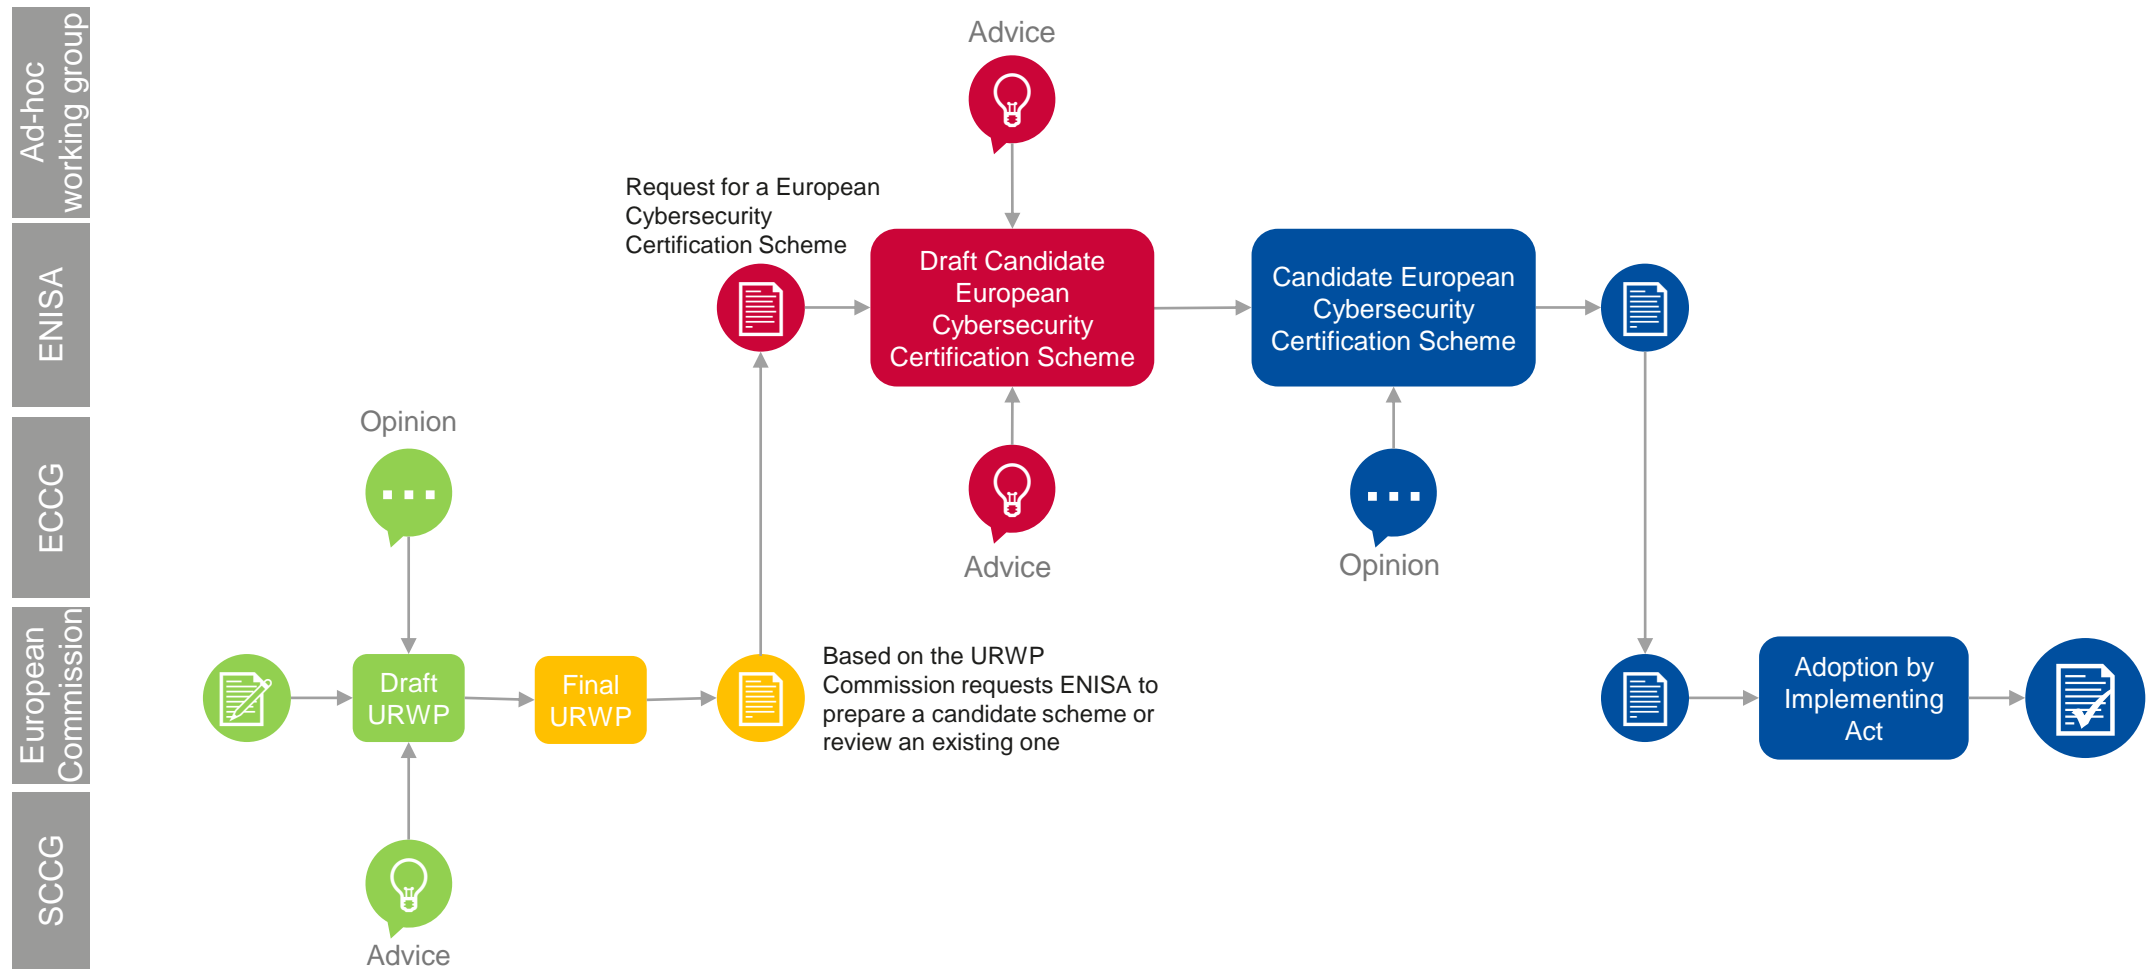 Ad-hoc
working group
ENISA
ECCG
European
Commission
SCCG
Advice
Request for a European
Cybersecurity
Certification Scheme
Draft Candidate
European
Cybersecurity
Certification Scheme
Candidate European
Cybersecurity
Certification Scheme
Opinion
Advice
Opinion
Draft
URWP
Final
URWP
Based on the URWP
Commission requests ENISA to
prepare a candidate scheme or
review an existing one
Adoption by
Implementing
Act
Advice